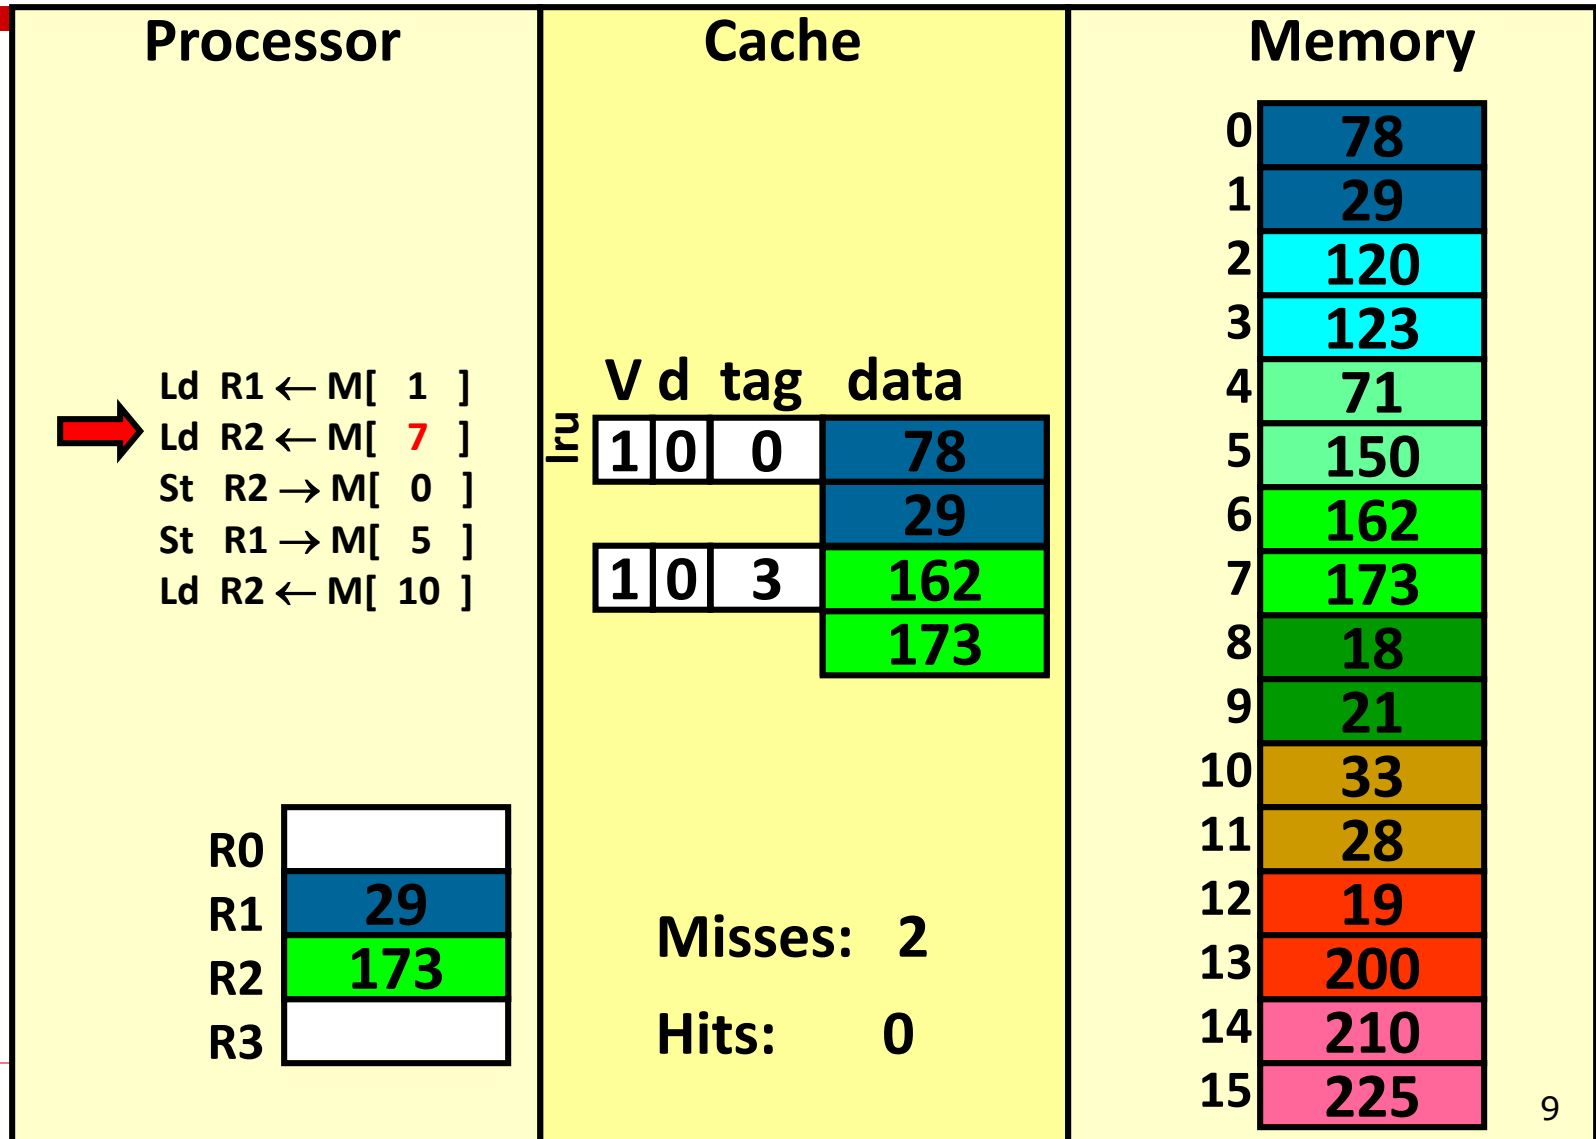 Processor
Ld R1 ← M[ 1 ]
Ld R2 ← M[ 7 ]
St R2 → M[ 0 ]
St R1 → M[ 5 ]
Ld R2 ← M[ 10 ]
R0
R1 29
R2 173
R3
Cache
V d tag data
lru
1 0 0 78
29
1 0 3 162
173
Misses: 2
Hits: 0
Memory
0 78
1 29
2 120
3 123
4 71
5 150
6 162
7 173
8 18
9 21
10 33
11 28
12 19
13 200
14 210
15 225
9